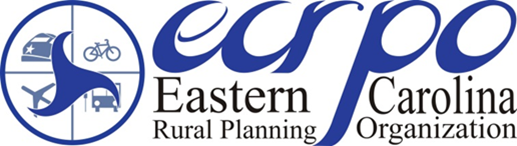 ecrpo
Eastern Carolina
Rural Planning Organization